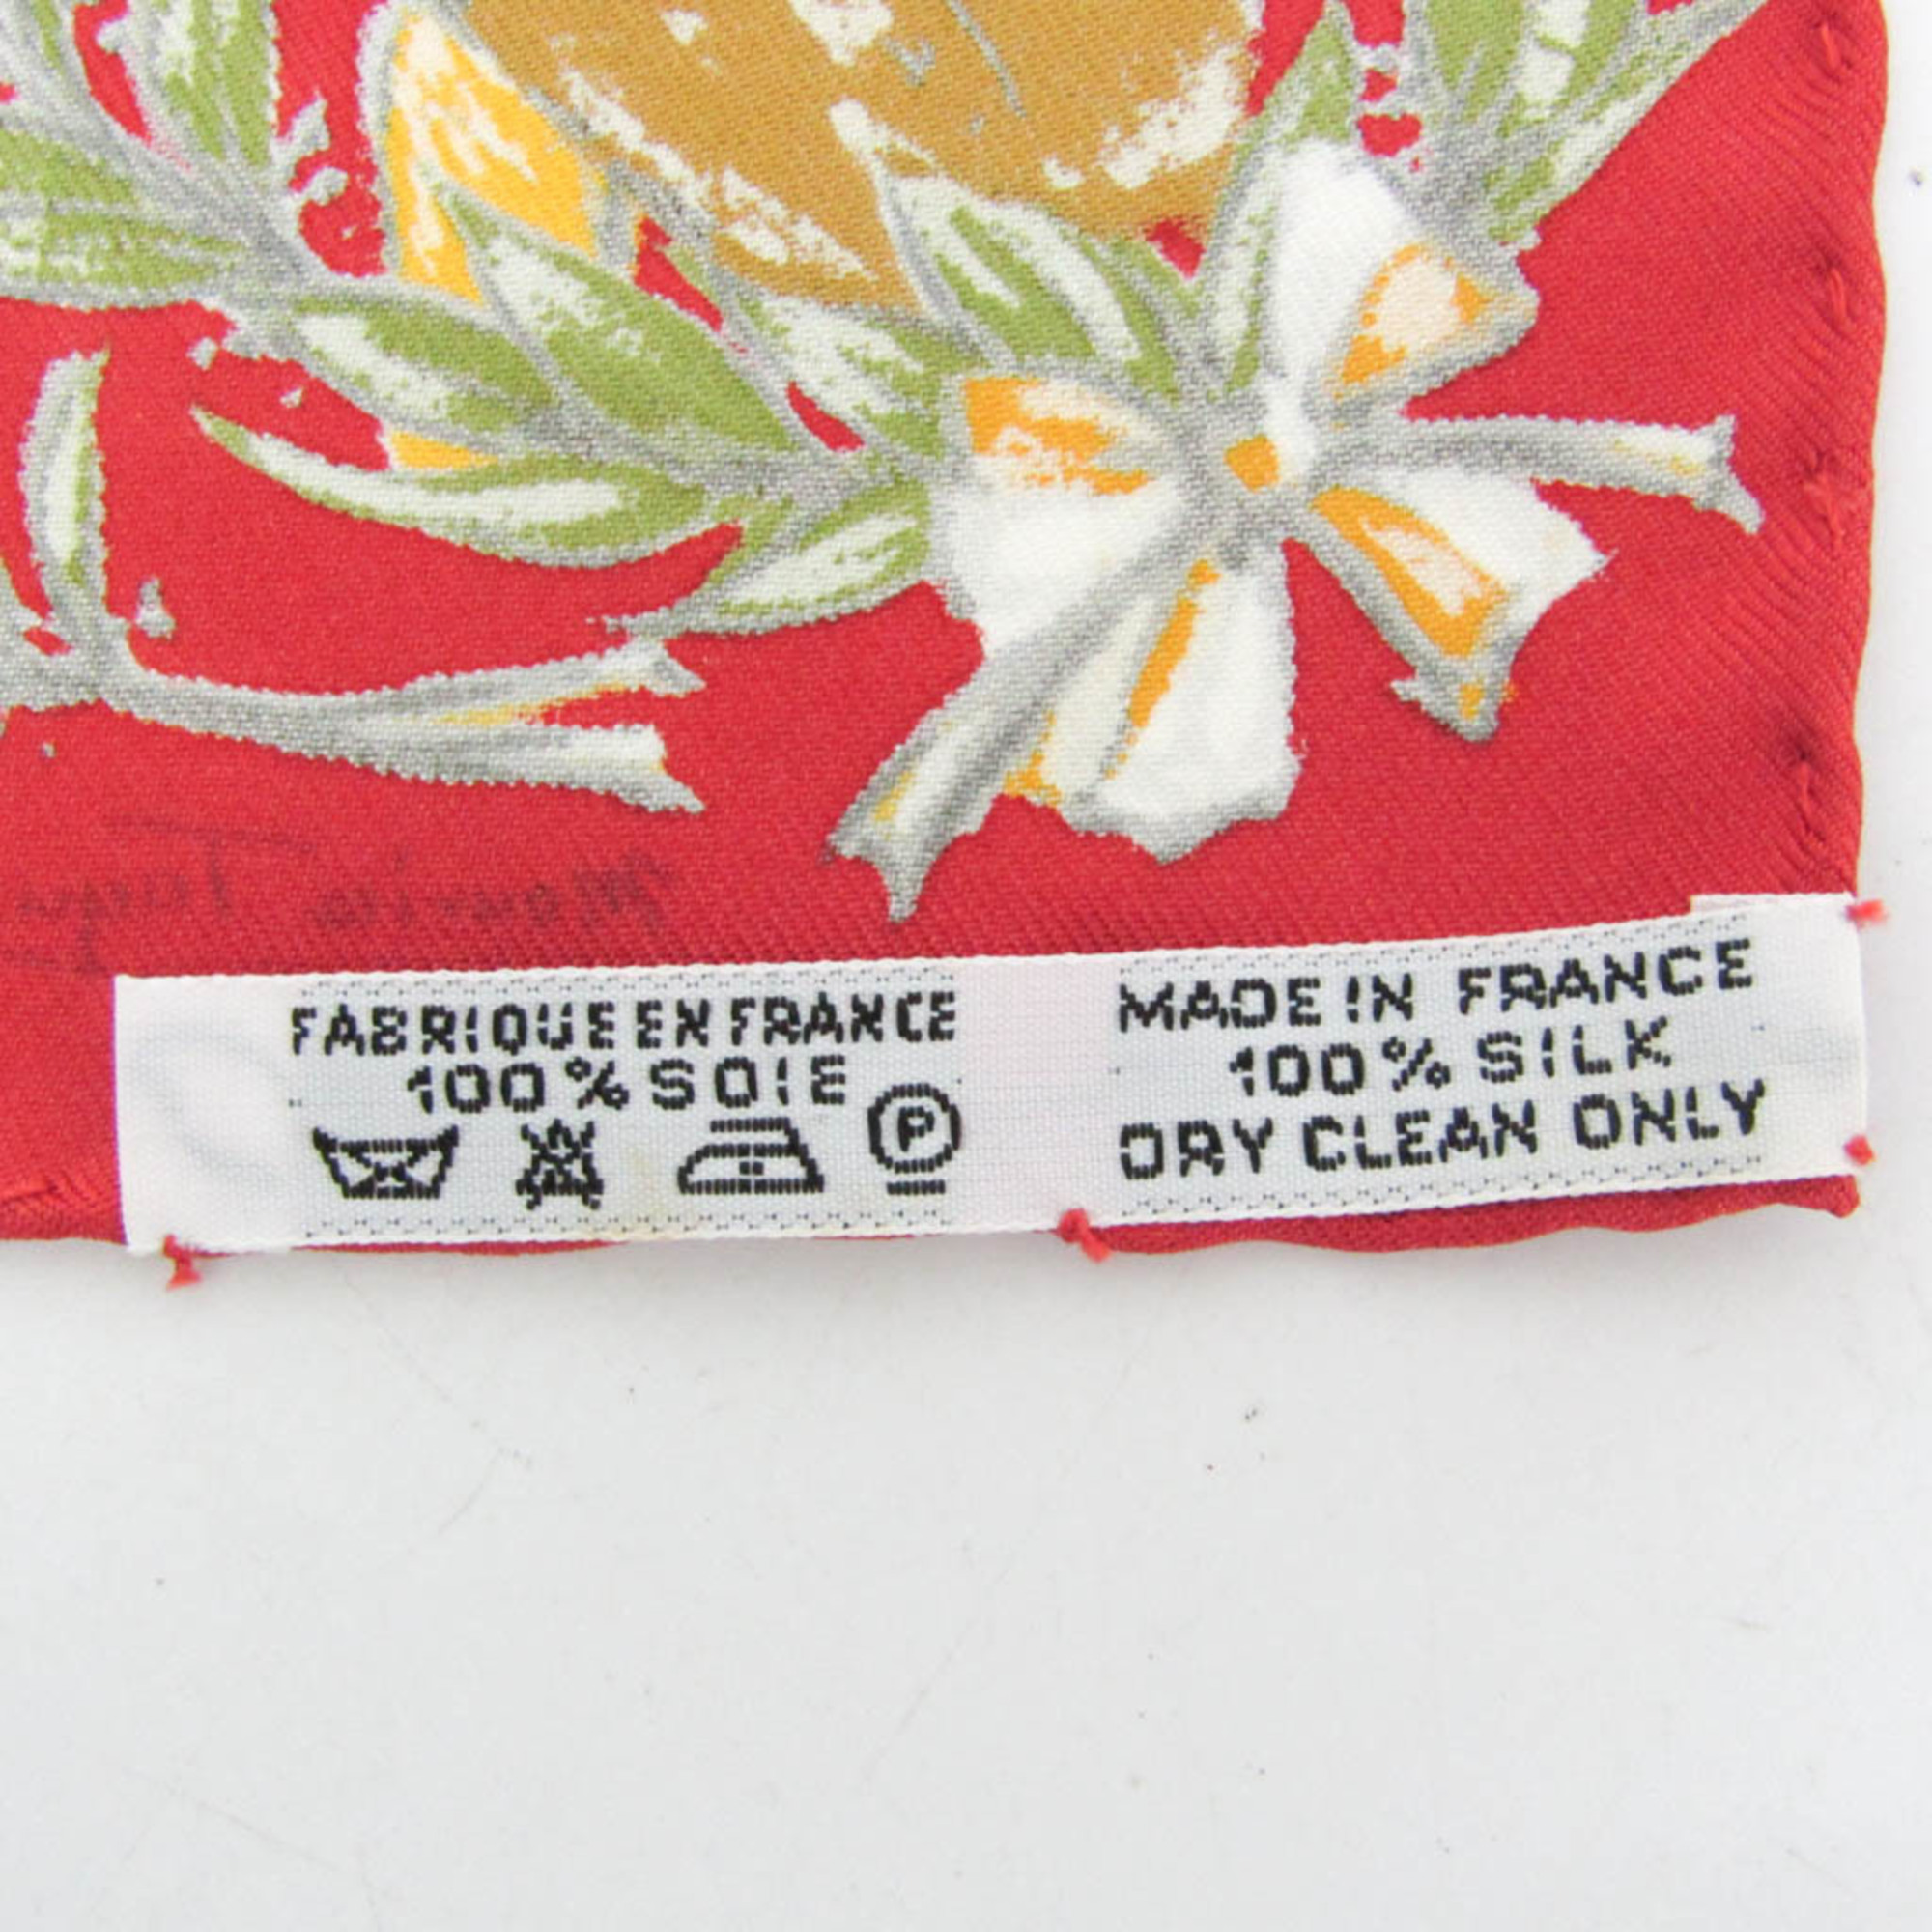 FABRIQUE EN FRANCE
100% SOIE
P
MADE IN FRANCE
100% SILK
DRY CLEAN ONLY